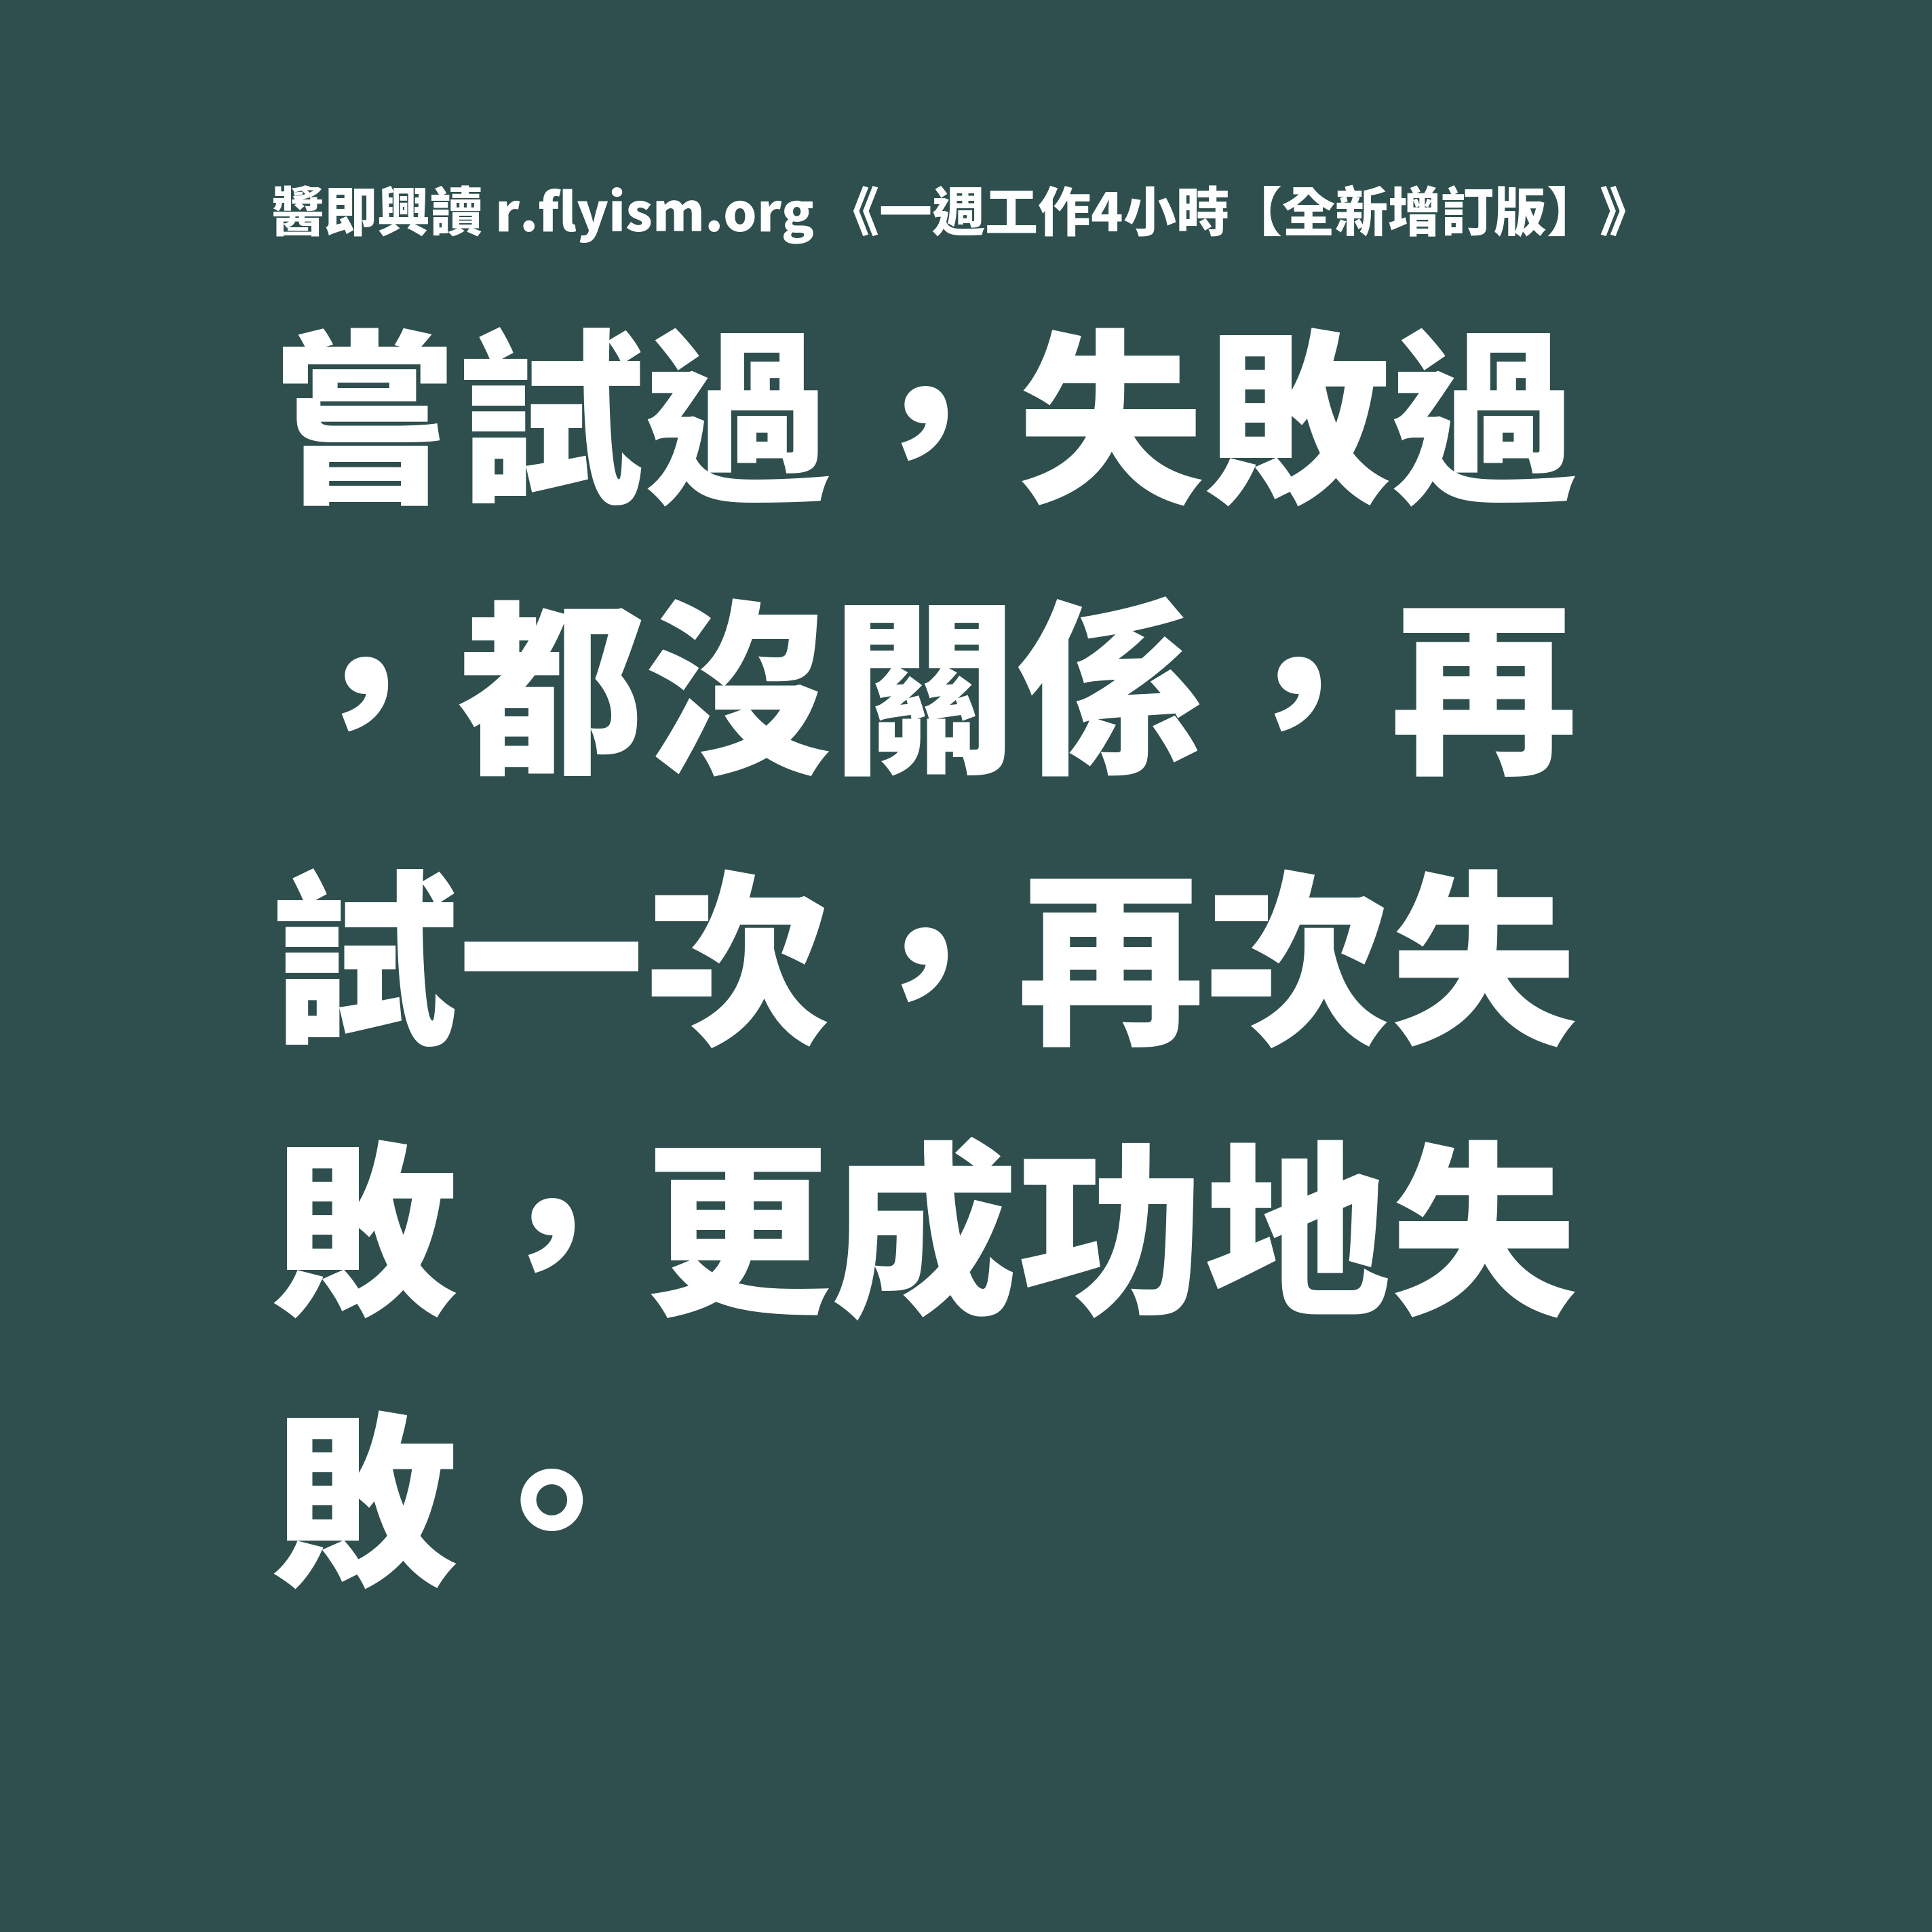 醬朗興讀 r.flyism.org 《一週工作4小時【全新增訂版】》
嘗試過，失敗過
，都沒關係，再
試一次，再次失
敗，更成功地失
敗。